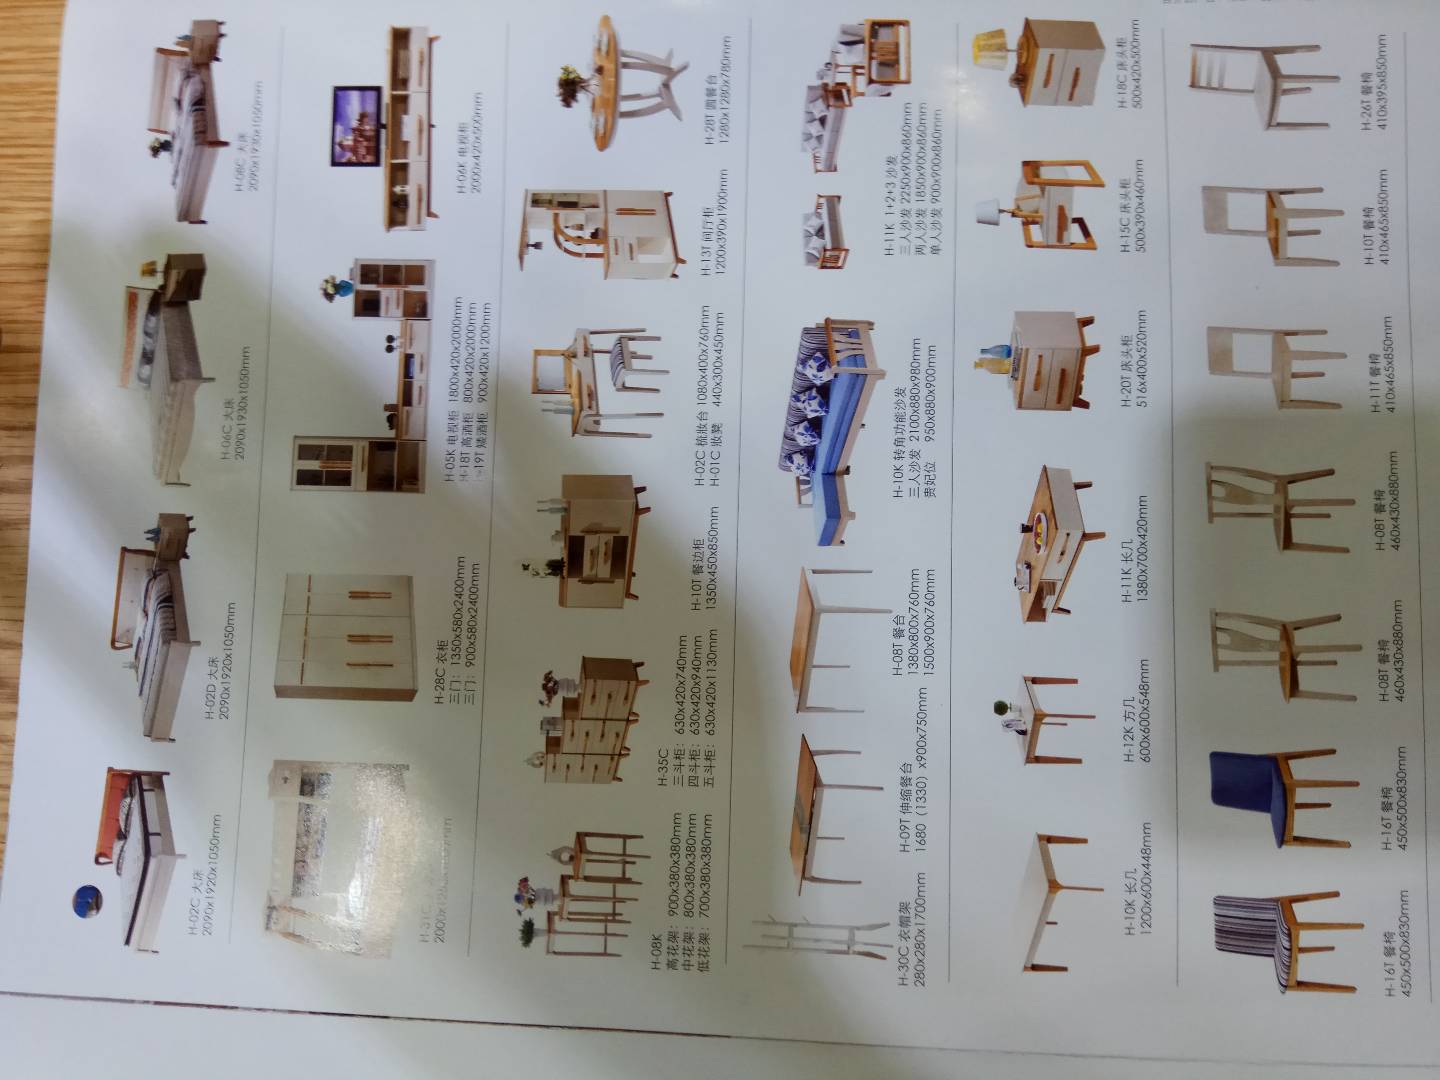 H-02C 大床
2090x1920x1050mm
H-02D 大床
2090x1920x1050mm
H-06C 大床
2090x1930x1050mm
H-08C 大床
2090x1930x1050mm
H-31C
H-28C 衣柜
三门：1350x580x2400mm
三门：900x580x2400mm
H-05K 电视柜 1800x420x2000mm
H-18T 高酒柜 800x420x2000mm
H-19T 矮酒柜 900x420x1200mm
H-06K 电视柜
2000x420x500mm
H-08K
高花架：900x380x380mm
中花架：800x380x380mm
低花架：700x380x380mm
H-35C
三斗柜：630x420x740mm
四斗柜：630x420x940mm
五斗柜：630x420x1130mm
H-10T 餐边柜
1350x450x850mm
H-02C 梳妆台 1080x400x760mm
H-01C 妆凳 440x300x450mm
H-13T 间厅柜
1200x390x1900mm
H-28T 圆餐台
1280x1280x780mm
H-30C 衣帽架
280x280x1700mm
H-09T 伸缩餐台
1680（1330）x900x750mm
H-08T 餐台
1380x800x760mm
1500x900x760mm
H-10K 转角功能沙发
三人沙发 2100x880x980mm
贵妃位 950x880x900mm
H-11K 1+2+3 沙发
三人沙发 2250x900x860mm
两人沙发 1850x900x860mm
单人沙发 900x900x860mm
H-10K 长几
1200x600x448mm
H-12K 方几
600x600x548mm
H-11K 长几
1380x700x420mm
H-20T 床头柜
516x400x520mm
H-15C 床头柜
500x390x460mm
H-18C 床头柜
500x420x500mm
H-16T 餐椅
450x500x830mm
H-16T 餐椅
450x500x830mm
H-08T 餐椅
460x430x880mm
H-08T 餐椅
460x430x880mm
H-11T 餐椅
410x465x850mm
H-10T 餐椅
410x465x850mm
H-26T 餐椅
410x395x850mm